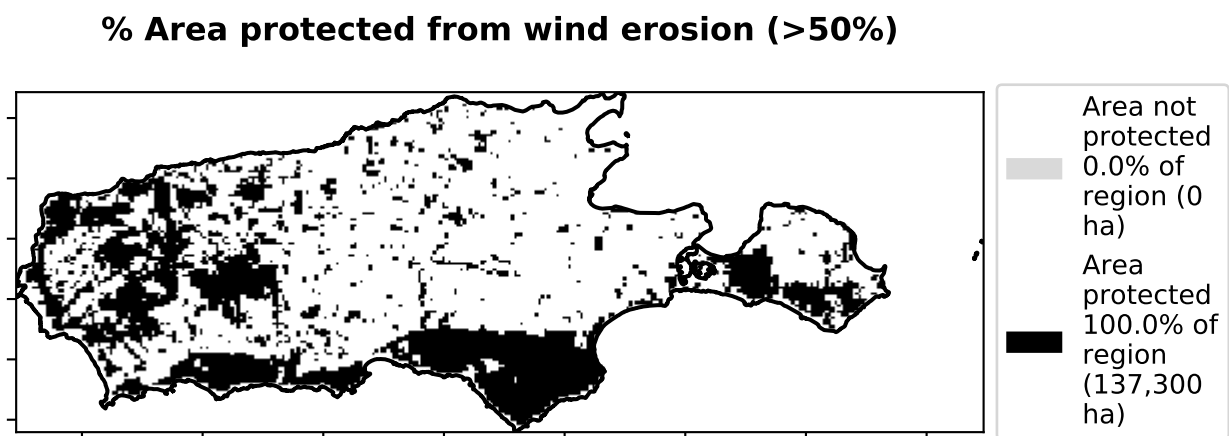 % Area protected from wind erosion (>50%)
Area not
protected
0.0% of
region (0
ha)
Area
protected
100.0% of
region
(137,300
ha)